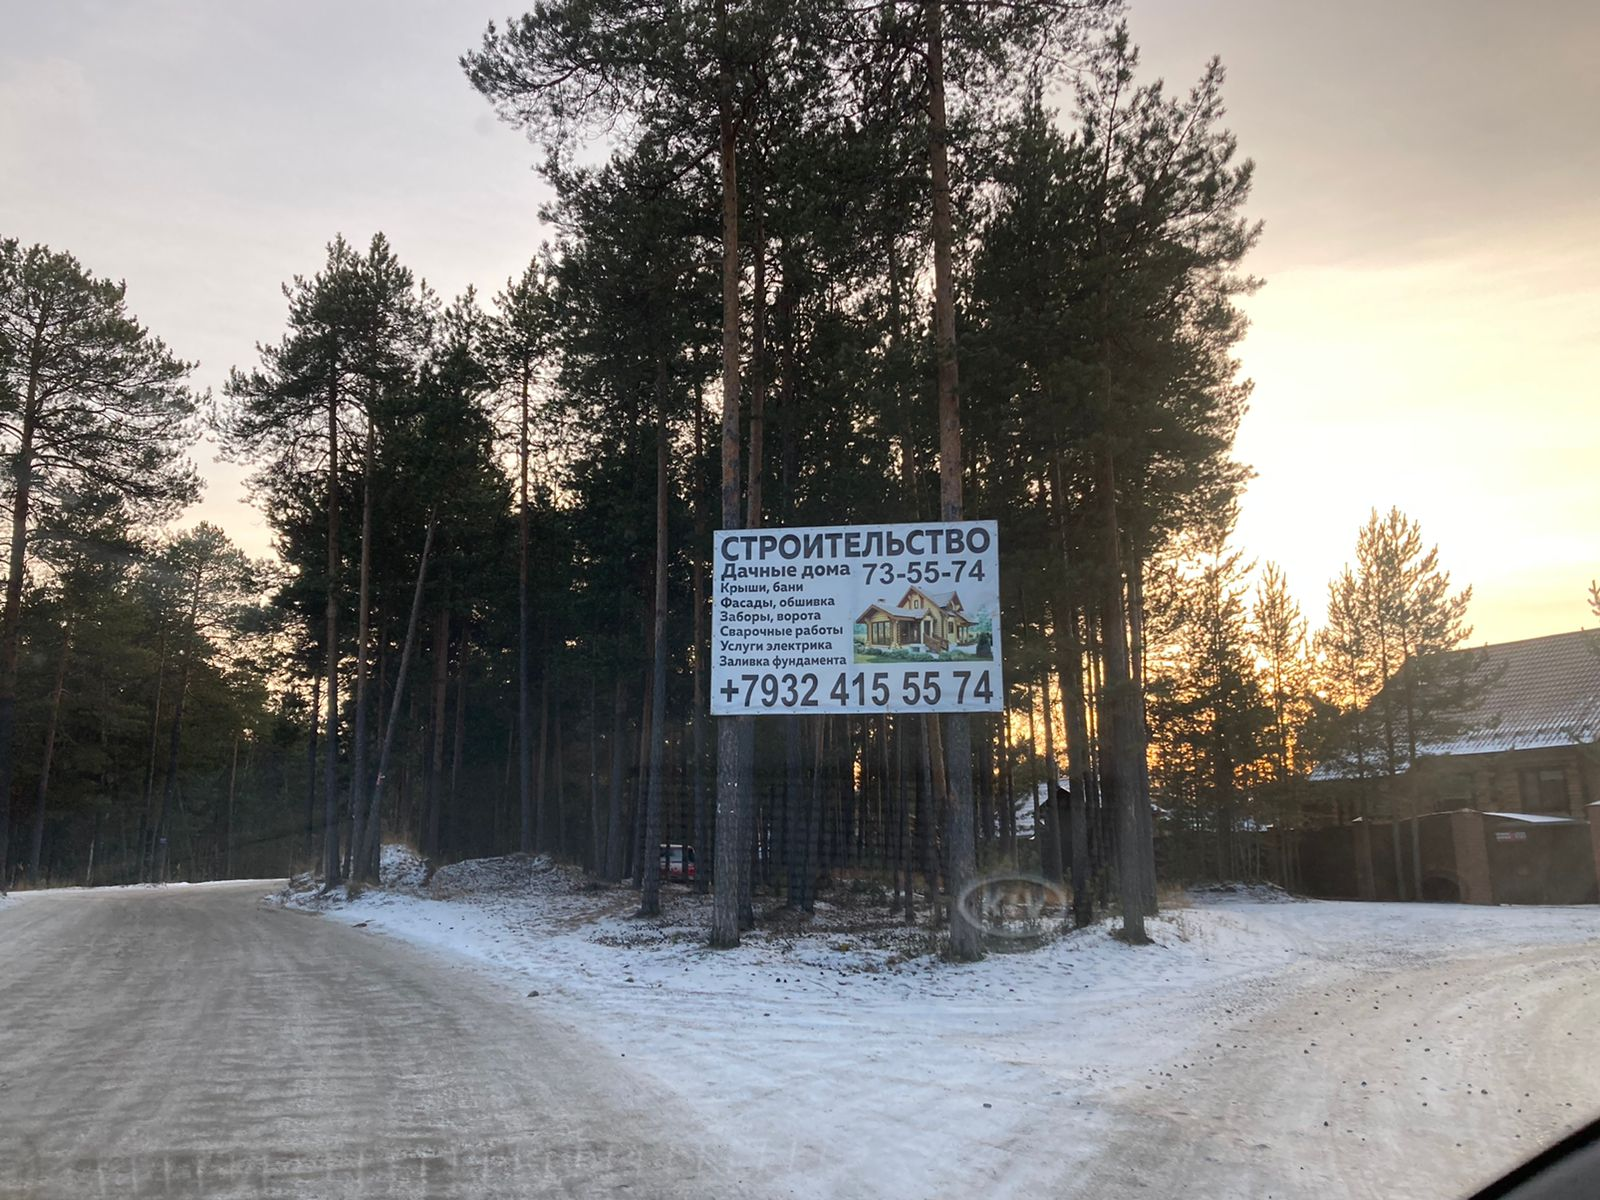 СТРОИТЕЛЬСТВО
Дачные дома 73-55-74
Крыши, бани
Фасады, обшивка
Заборы, ворота
Сварочные работы
Услуги электрика
Заливка фундамента
+7932 415 55 74